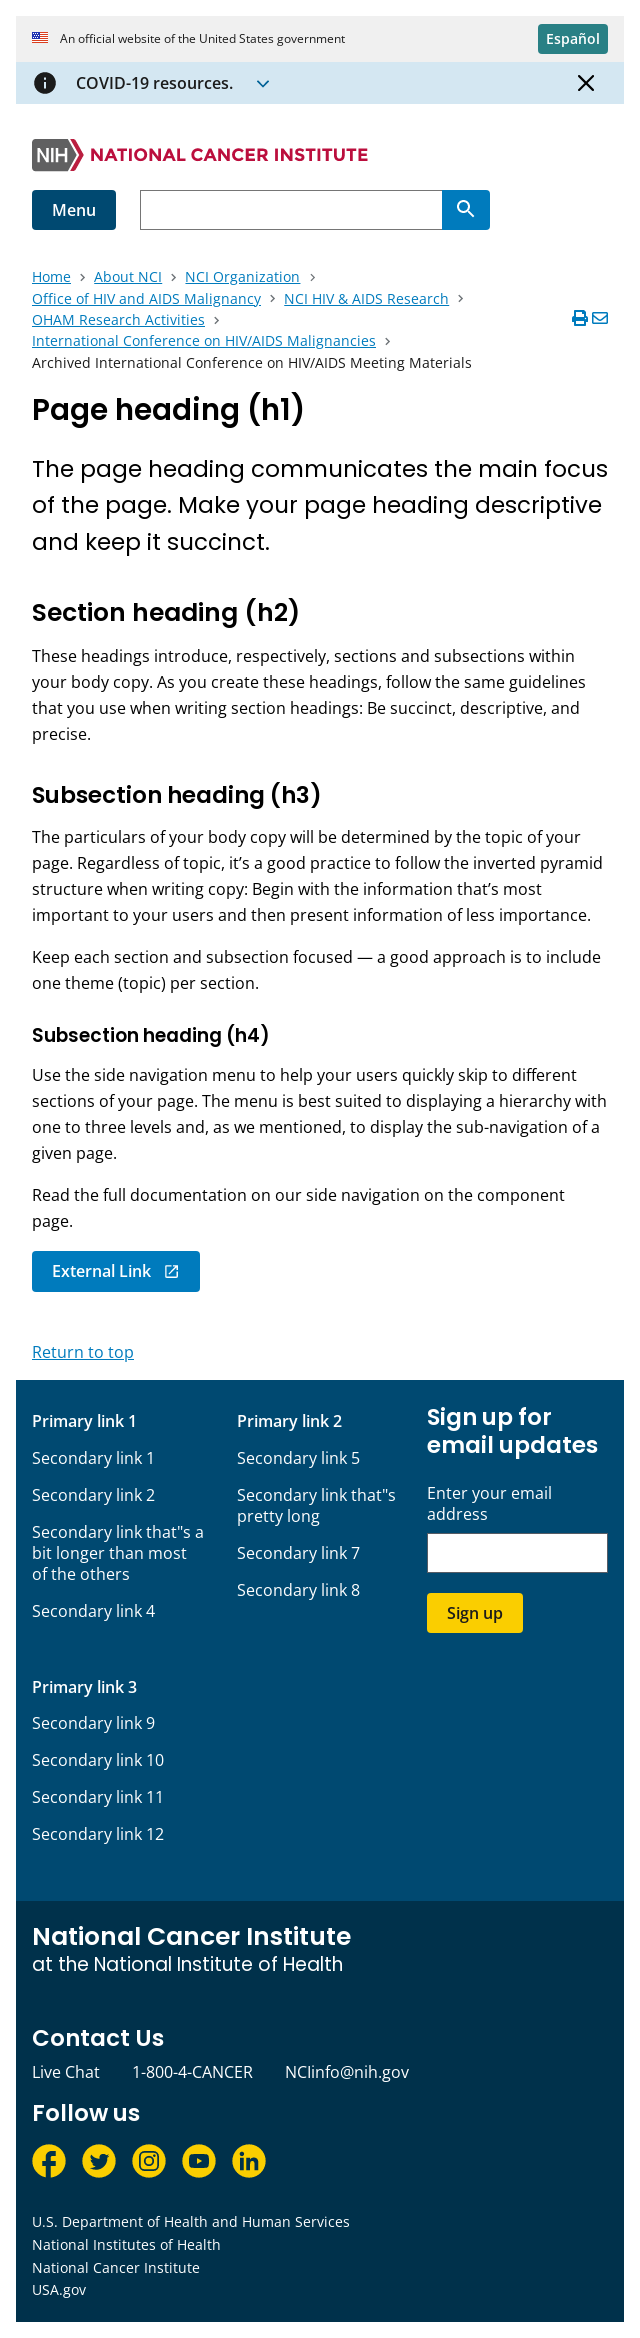 An official website of the United States government
Español
COVID-19 resources.
NIH NATIONAL CANCER INSTITUTE
Menu
Home > About NCI > NCI Organization >
Office of HIV and AIDS Malignancy > NCI HIV & AIDS Research >
OHAM Research Activities >
International Conference on HIV/AIDS Malignancies >
Archived International Conference on HIV/AIDS Meeting Materials
Page heading (h1)
The page heading communicates the main focus
of the page. Make your page heading descriptive
and keep it succinct.
Section heading (h2)
These headings introduce, respectively, sections and subsections within
your body copy. As you create these headings, follow the same guidelines
that you use when writing section headings: Be succinct, descriptive, and
precise.
Subsection heading (h3)
The particulars of your body copy will be determined by the topic of your
page. Regardless of topic, it’s a good practice to follow the inverted pyramid
structure when writing copy: Begin with the information that’s most
important to your users and then present information of less importance.
Keep each section and subsection focused — a good approach is to include
one theme (topic) per section.
Subsection heading (h4)
Use the side navigation menu to help your users quickly skip to different
sections of your page. The menu is best suited to displaying a hierarchy with
one to three levels and, as we mentioned, to display the sub-navigation of a
given page.
Read the full documentation on our side navigation on the component
page.
External Link
Return to top
Primary link 1
Secondary link 1
Secondary link 2
Secondary link that"s a
bit longer than most
of the others
Secondary link 4
Primary link 2
Secondary link 5
Secondary link that"s
pretty long
Secondary link 7
Secondary link 8
Primary link 3
Secondary link 9
Secondary link 10
Secondary link 11
Secondary link 12
Sign up for
email updates
Enter your email
address
Sign up
National Cancer Institute
at the National Institute of Health
Contact Us
Live Chat 1-800-4-CANCER NCIinfo@nih.gov
Follow us
U.S. Department of Health and Human Services
National Institutes of Health
National Cancer Institute
USA.gov